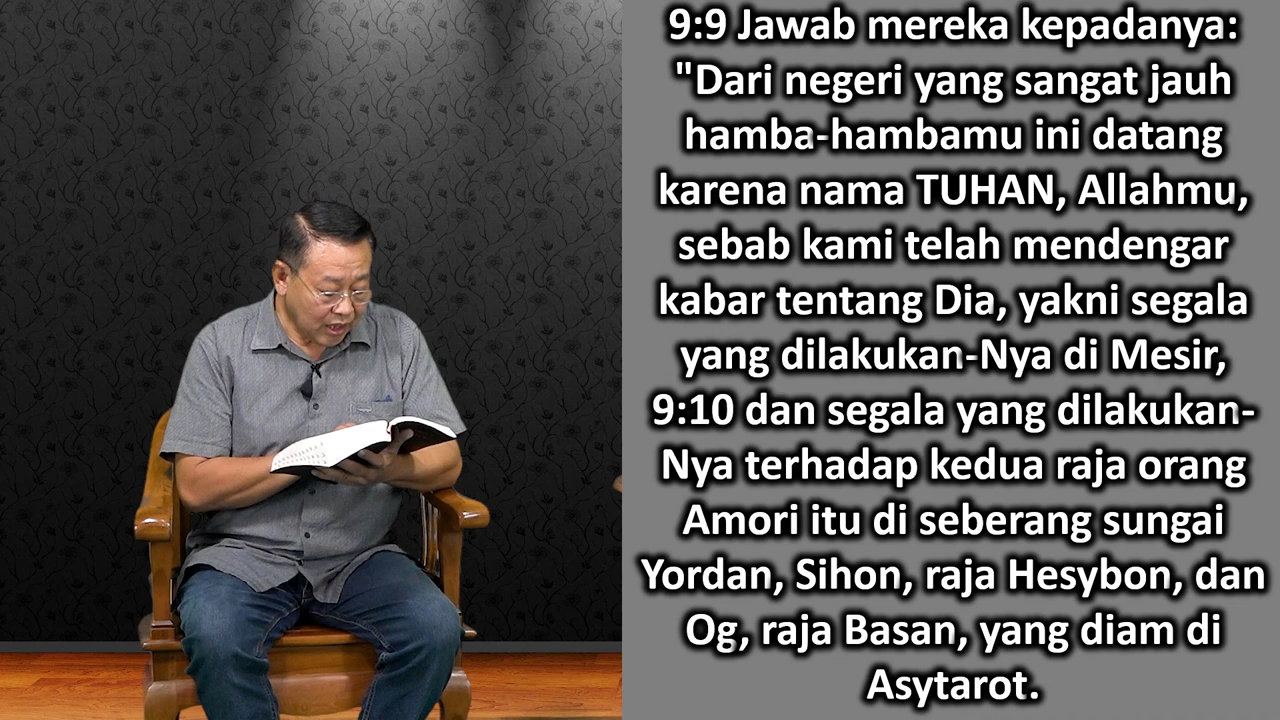 9:9 Jawab mereka kepadanya:
"Dari negeri yang sangat jauh
hamba-hambamu ini datang
karena nama TUHAN, Allahmu,
sebab kami telah mendengar
kabar tentang Dia, yakni segala
yang dilakukan-Nya di Mesir,
9:10 dan segala yang dilakukan-
Nya terhadap kedua raja orang
Amori itu di seberang sungai
Yordan, Sihon, raja Hesybon, dan
Og, raja Basan, yang diam di
Asytarot.